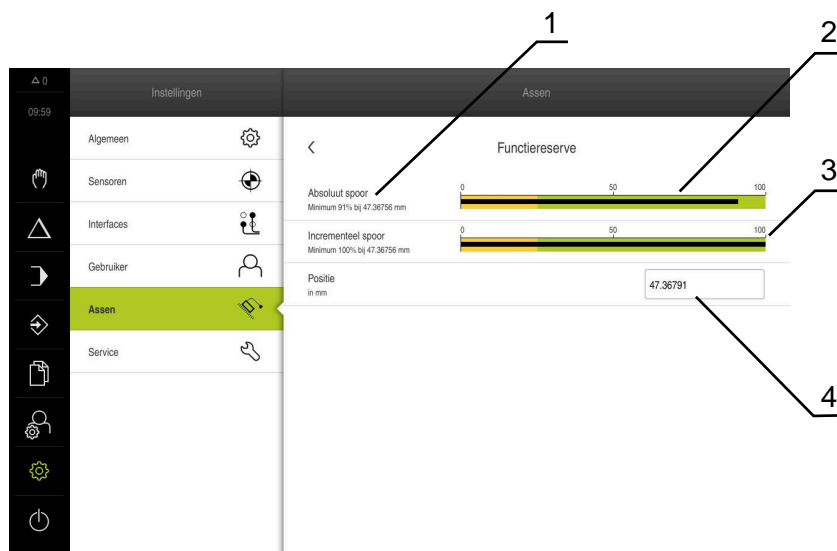 1
2
△ 0
Instellingen
Assen
09:59
Algemeen
Functiereserve
Sensoren
Absoluut spoor
Minimum 91% bij 47.36756 mm
0 50 100
3
Interfaces
Incrementeel spoor
Minimum 100% bij 47.36756 mm
0 50 100
Gebruiker
Positie
in mm
47.36791
Assen
Service
4